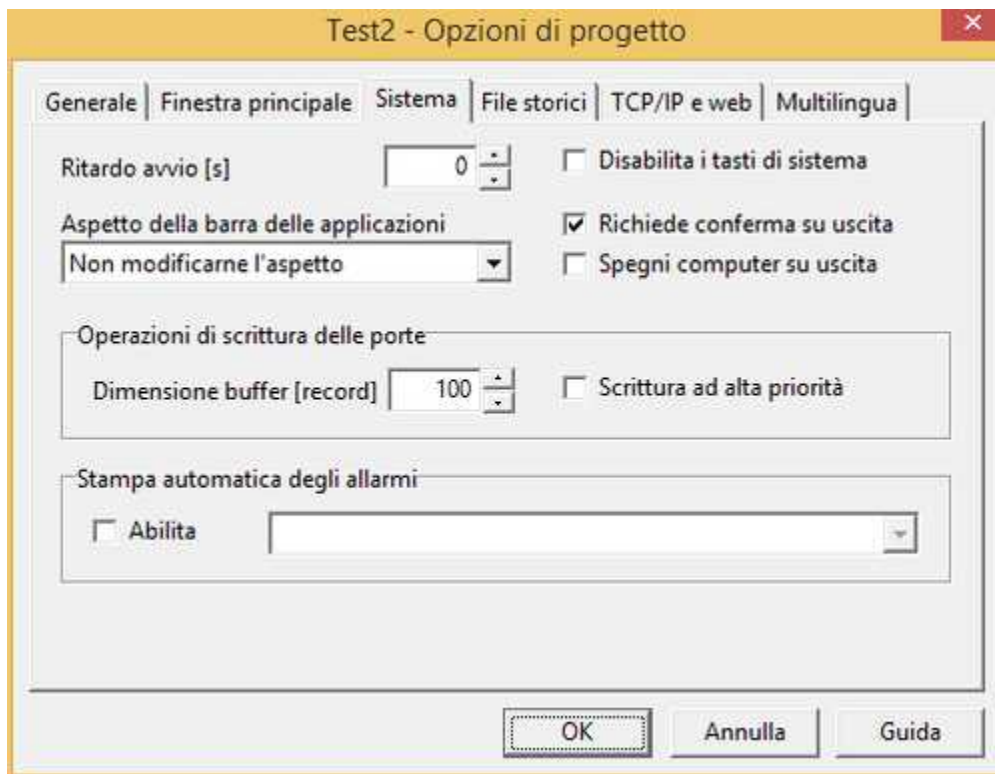 Test2 - Opzioni di progetto
Generale Finestra principale Sistema File storici TCP/IP e web Multilingua
Ritardo avvio [s] 0 Disabilita i tasti di sistema
Aspetto della barra delle applicazioni Richiede conferma su uscita
Non modificarne l'aspetto Spegni computer su uscita
Operazioni di scrittura delle porte
Dimensione buffer [record] 100 Scrittura ad alta priorità
Stampa automatica degli allarmi
Abilita
OK Annulla Guida